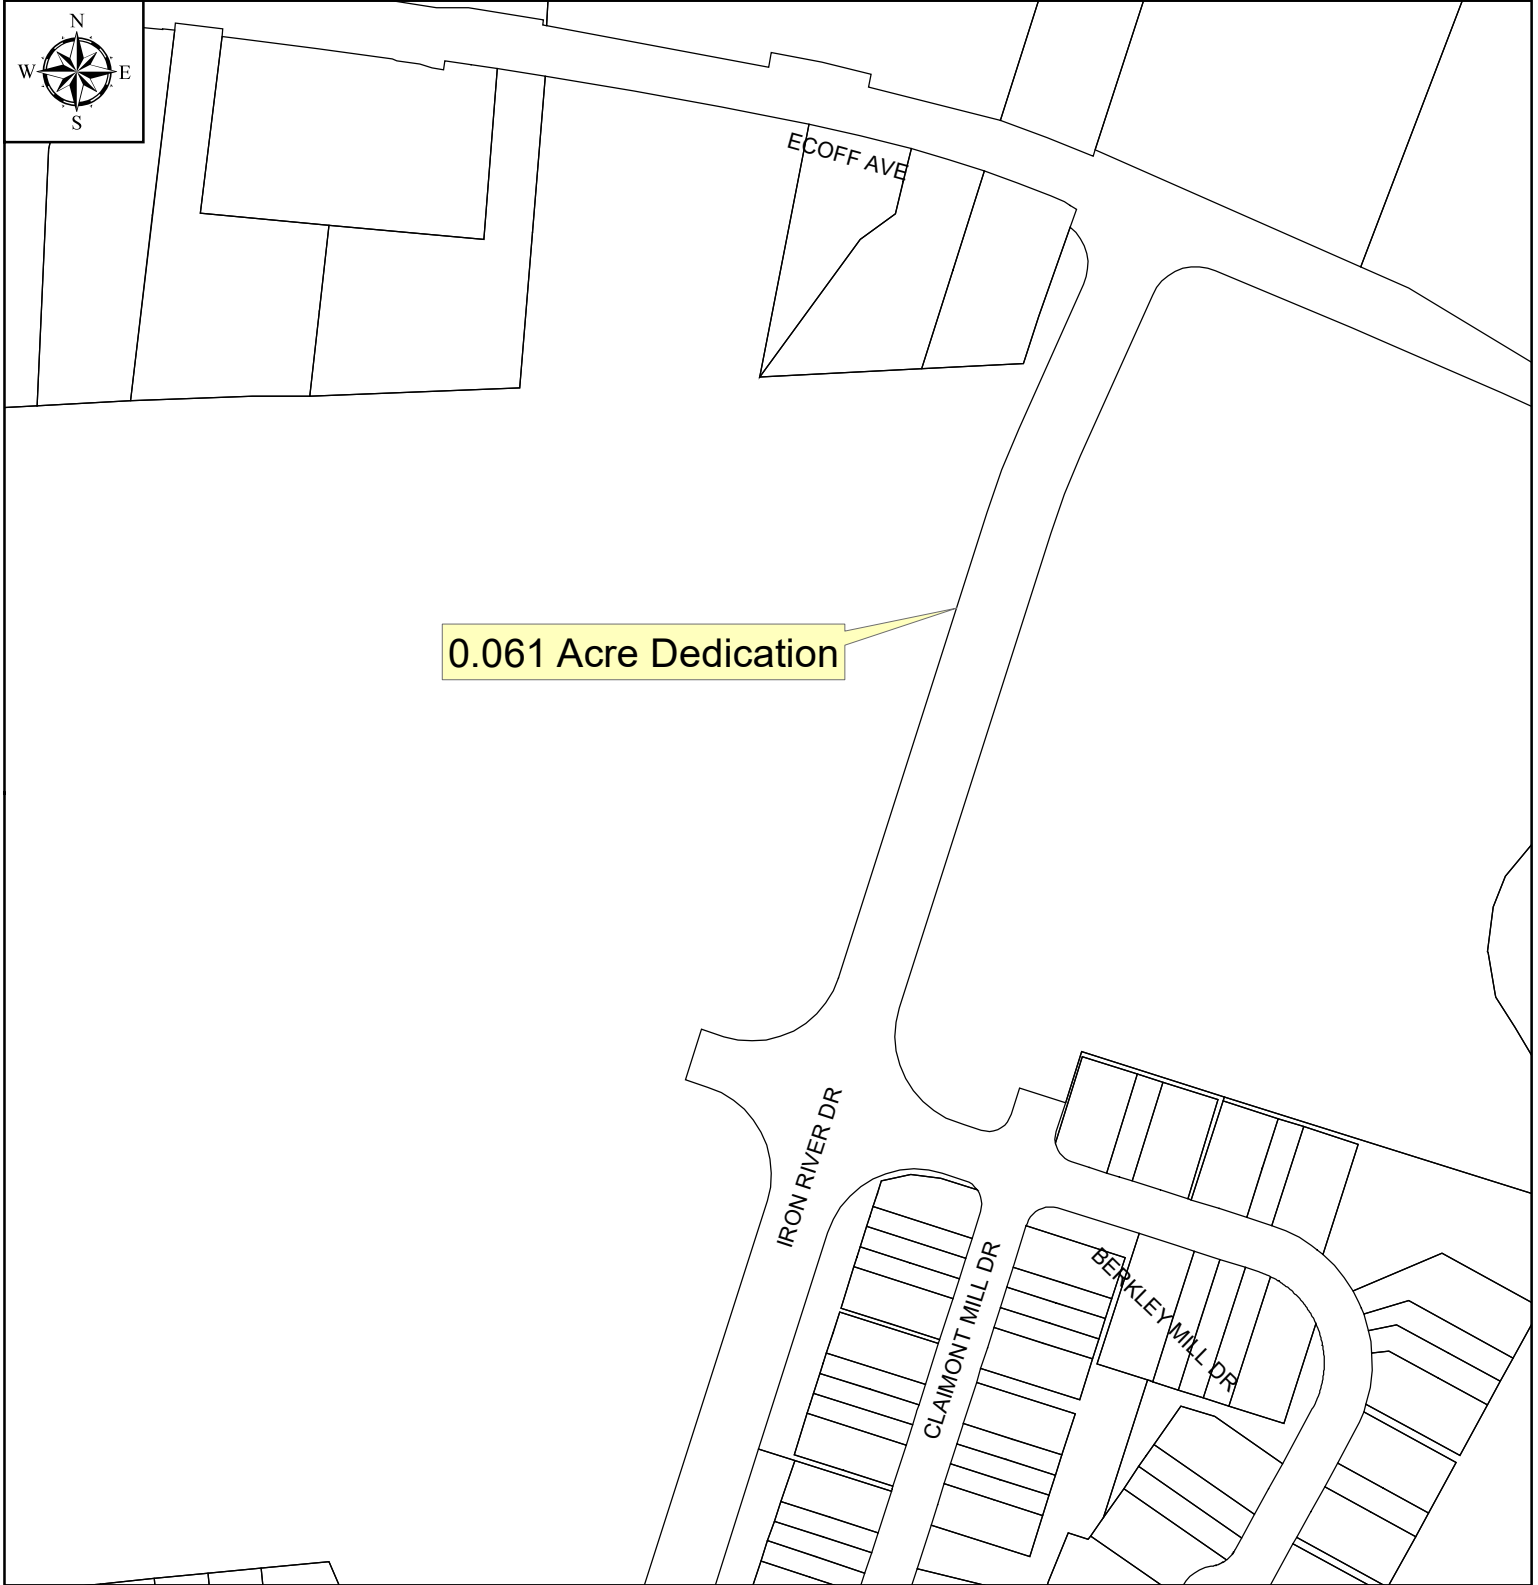 N
W E
S
ECOFF AVE
0.061 Acre Dedication
IRON RIVER DR
CLAIMONT MILL DR
BERKLEY MILL DR